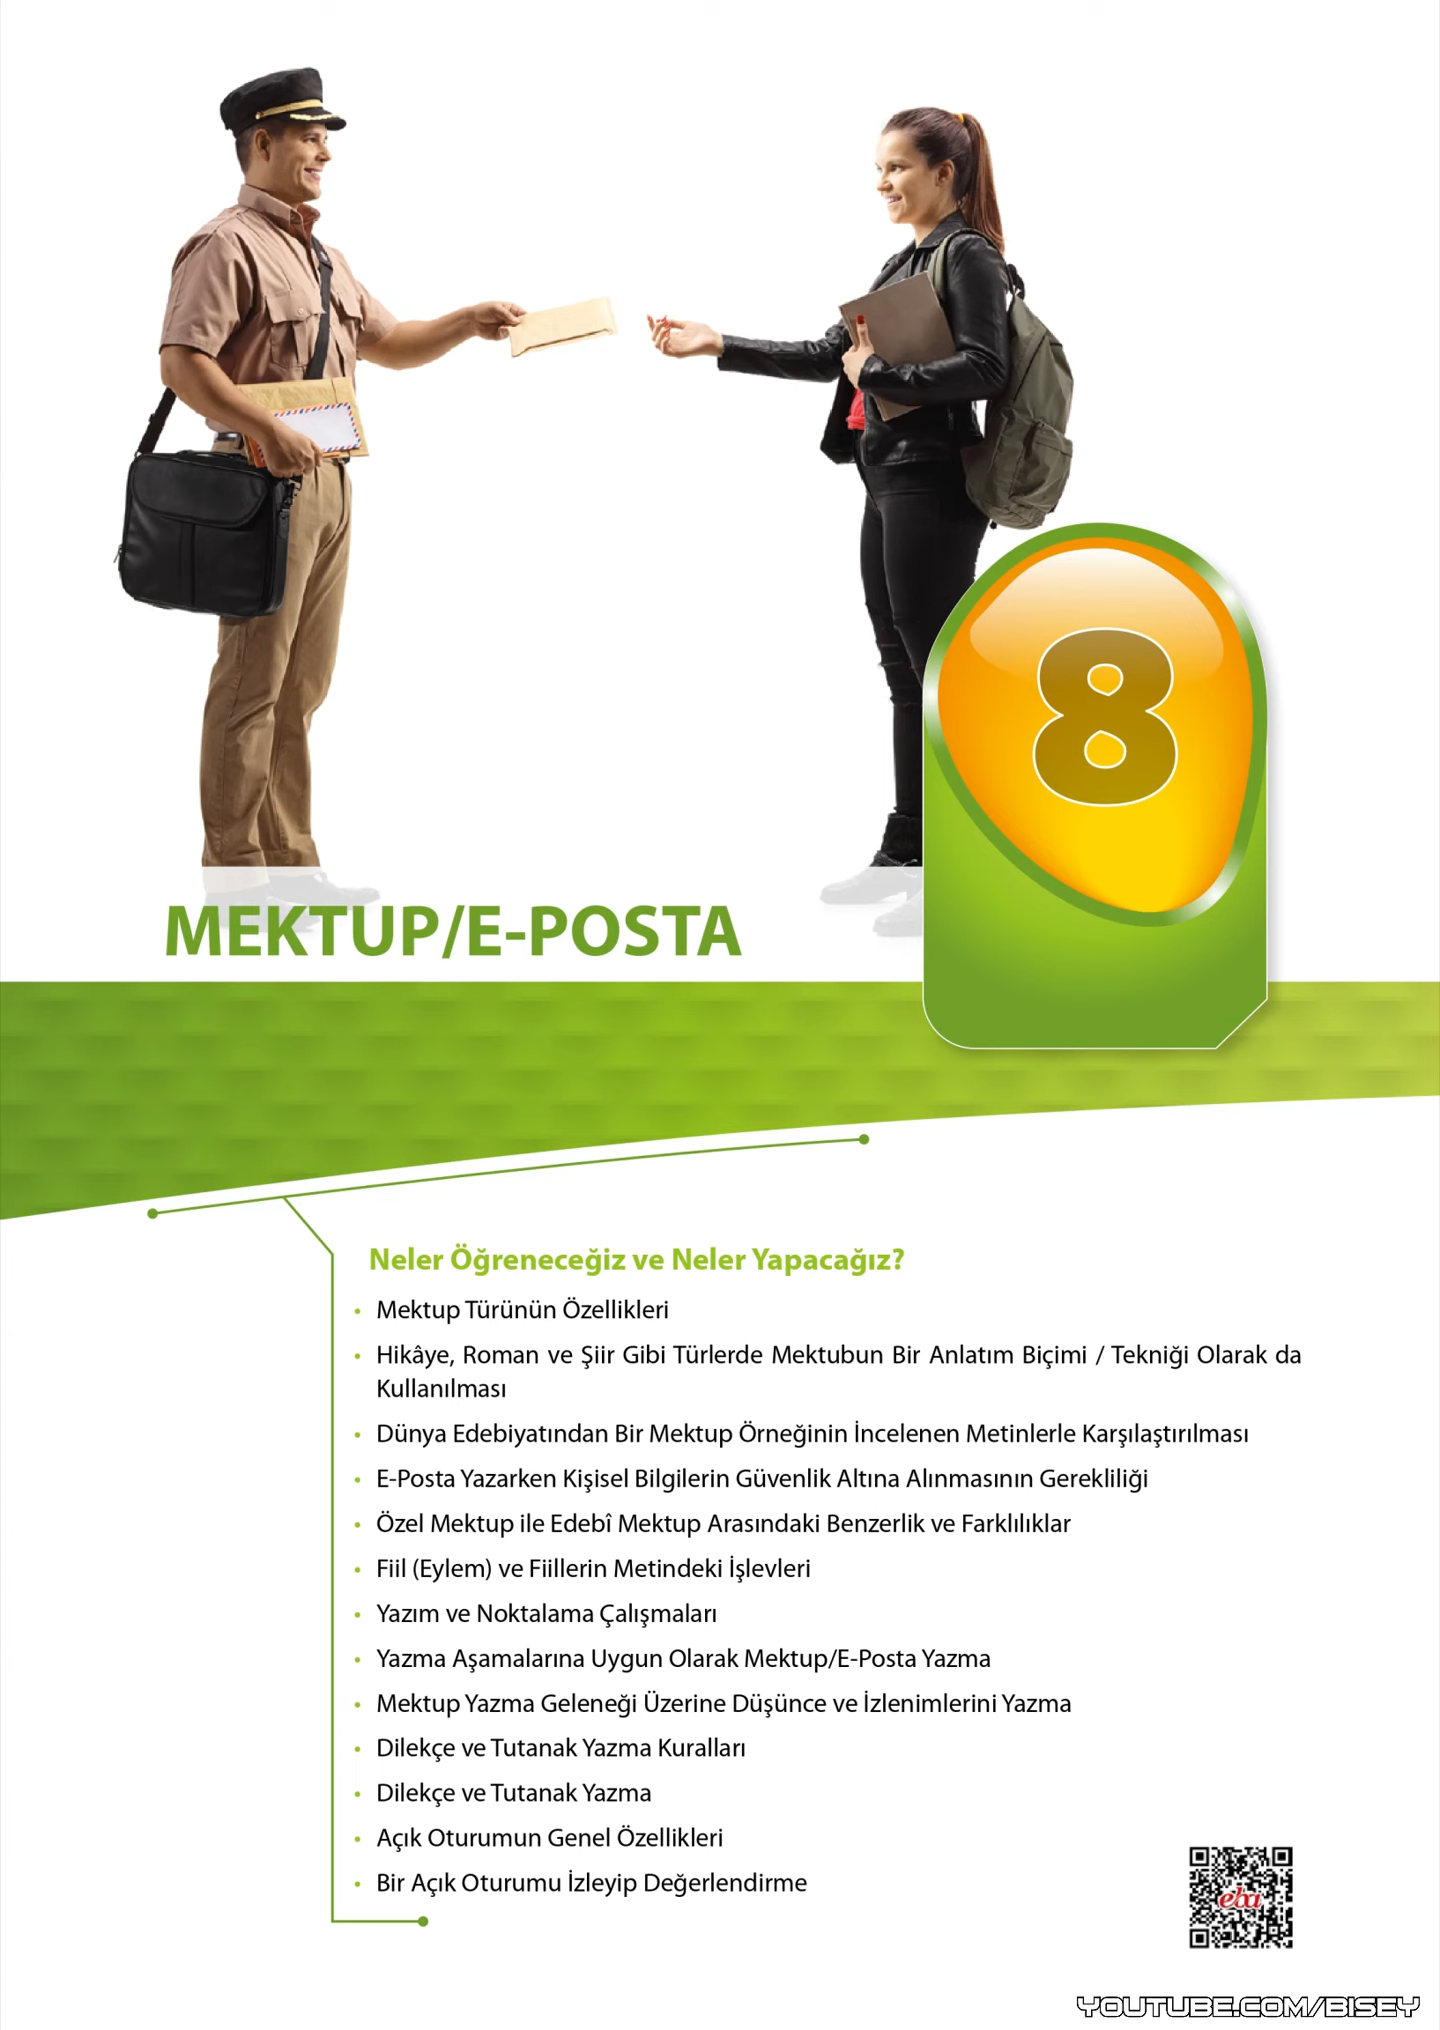 8
MEKTUP/E-POSTA
Neler Öğreneceğiz ve Neler Yapacağız?
• Mektup Türünün Özellikleri
• Hikâye, Roman ve Şiir Gibi Türlerde Mektubun Bir Anlatım Biçimi / Tekniği Olarak da
Kullanılması
• Dünya Edebiyatından Bir Mektup Örneğinin İncelenen Metinlerle Karşılaştırılması
• E-Posta Yazarken Kişisel Bilgilerin Güvenlik Altına Alınmasının Gerekliliği
• Özel Mektup ile Edebî Mektup Arasındaki Benzerlik ve Farklılıklar
• Fiil (Eylem) ve Fiillerin Metindeki İşlevleri
• Yazım ve Noktalama Çalışmaları
• Yazma Aşamalarına Uygun Olarak Mektup/E-Posta Yazma
• Mektup Yazma Geleneği Üzerine Düşünce ve İzlenimlerini Yazma
• Dilekçe ve Tutanak Yazma Kuralları
• Dilekçe ve Tutanak Yazma
• Açık Oturumun Genel Özellikleri
• Bir Açık Oturumu İzleyip Değerlendirme
eba
YOUTUBE.COM/BISEY